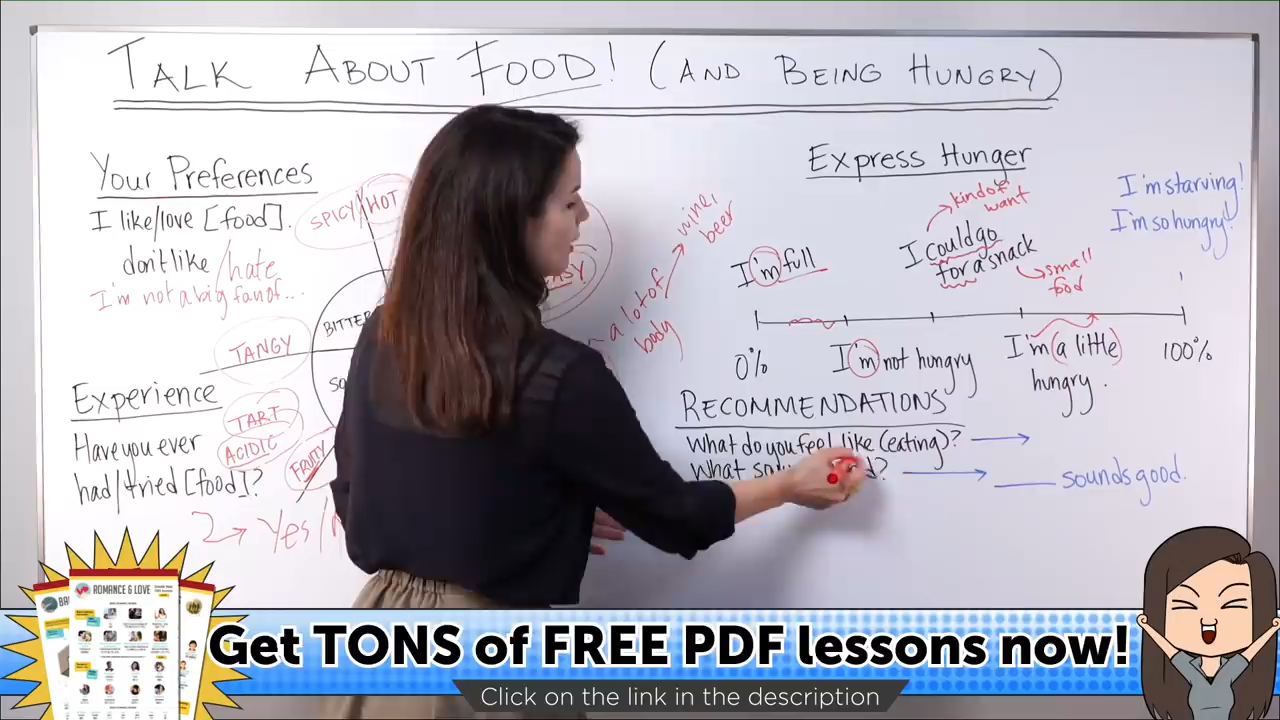 TALK ABOUT FOOD! (AND BEING HUNGRY)
Your Preferences
I like/love [food].
don't like /hate
I'm not a big fan of...
SPICY/HOT
TANGY
BITTER
Experience
Have you ever
had/tried [food]?
TART
ACIDIC
FRUITY
→ Yes/
a lot of
body
wine,
beer
Express Hunger
I'm starving!
I'm so hungry!
kind of
want
I could go
for a snack
small
food
I'm full
0%
I'm not hungry
I'm a little
hungry.
100%
RECOMMENDATIONS
What do you feel like (eating)? →
What → ____ sounds good.
ROMANCE & LOVE
Get TONS of FREE PDF lessons now!
Click on the link in the description